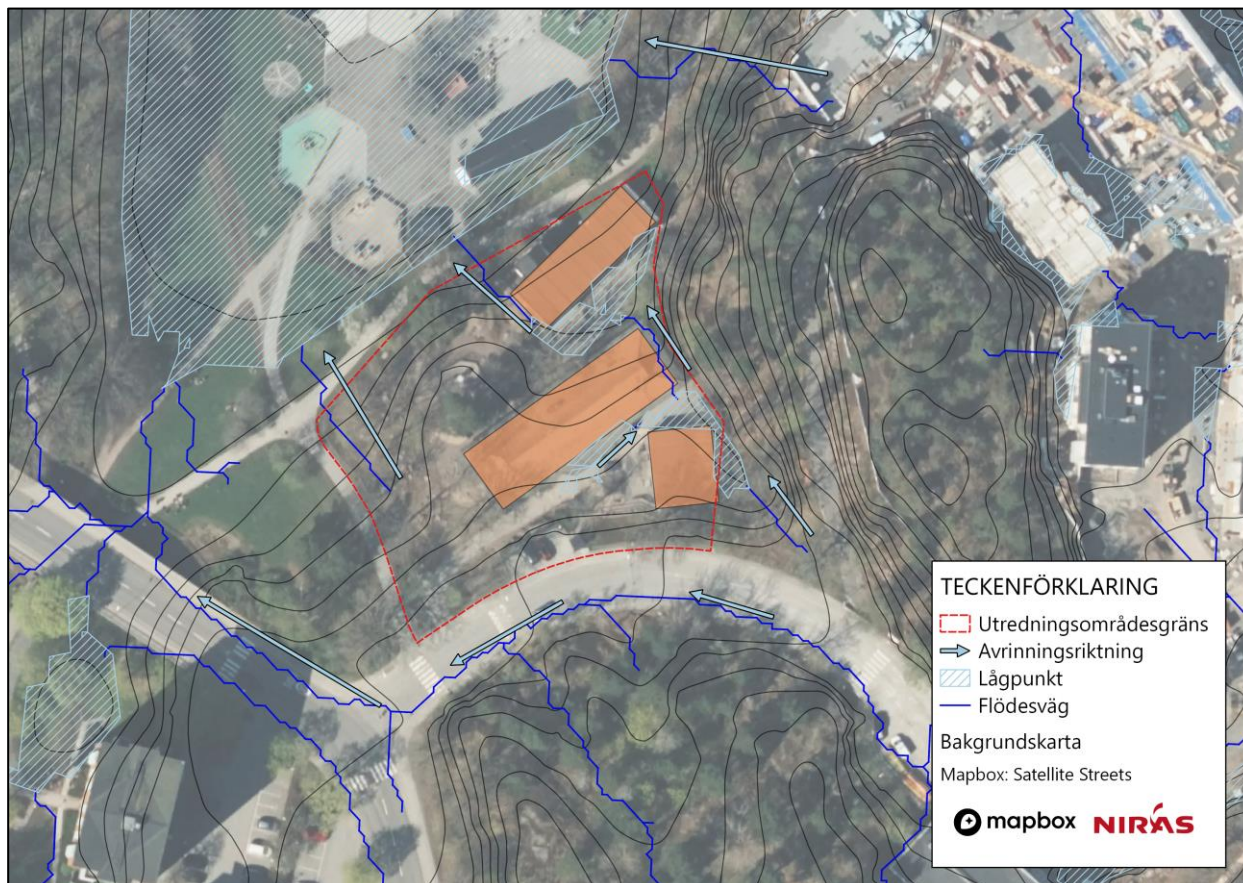 TECKENFÖRKLARING
Utredningsområdesgräns
Avrinningsriktning
Lågpunkt
Flödesväg
Bakgrundskarta
Mapbox: Satellite Streets
mapbox NIRAS